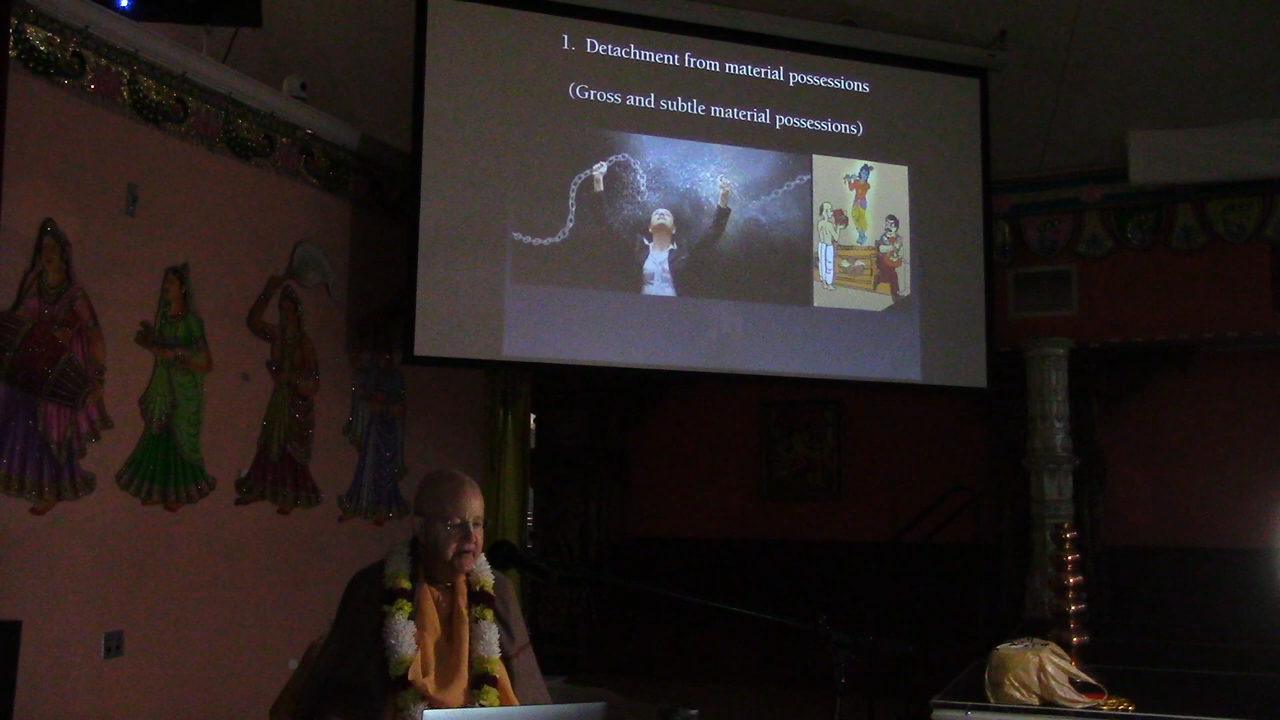 1. Detachment from material possessions
(Gross and subtle material possessions)